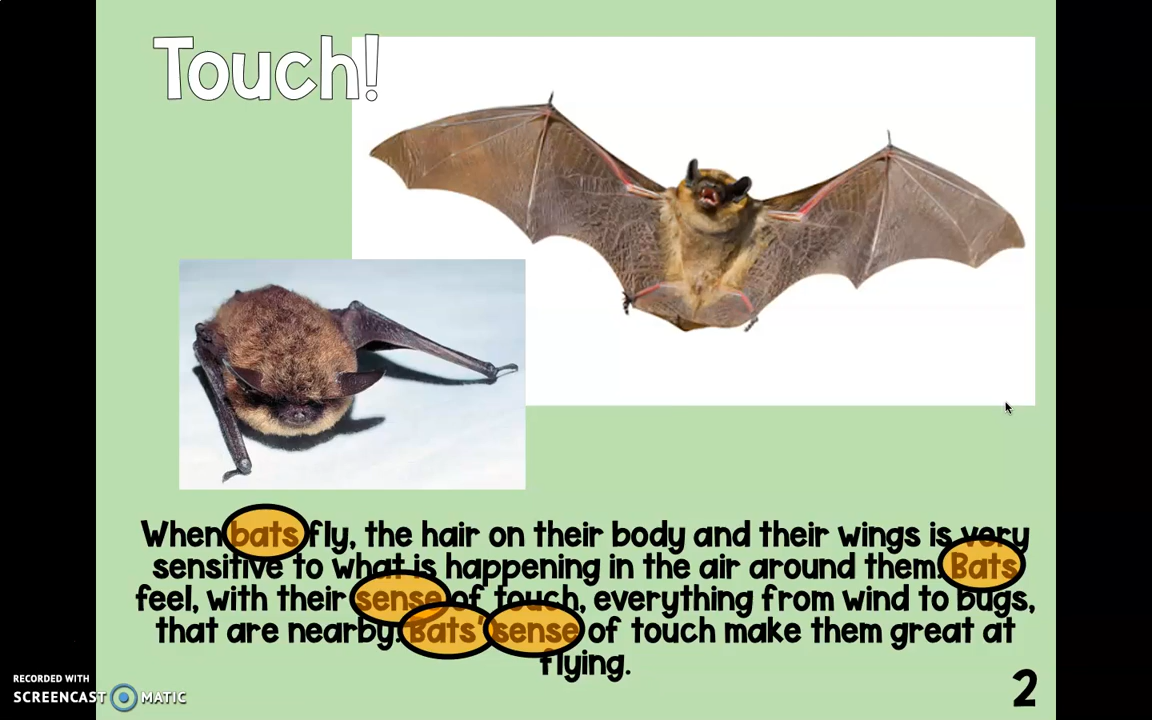 Touch!
When bats fly, the hair on their body and their wings is very
sensitive to what is happening in the air around them. Bats
feel, with their sense of touch, everything from wind to bugs,
that are nearby. Bats' sense of touch make them great at
flying.
2
RECORDED WITH
SCREENCAST MATIC